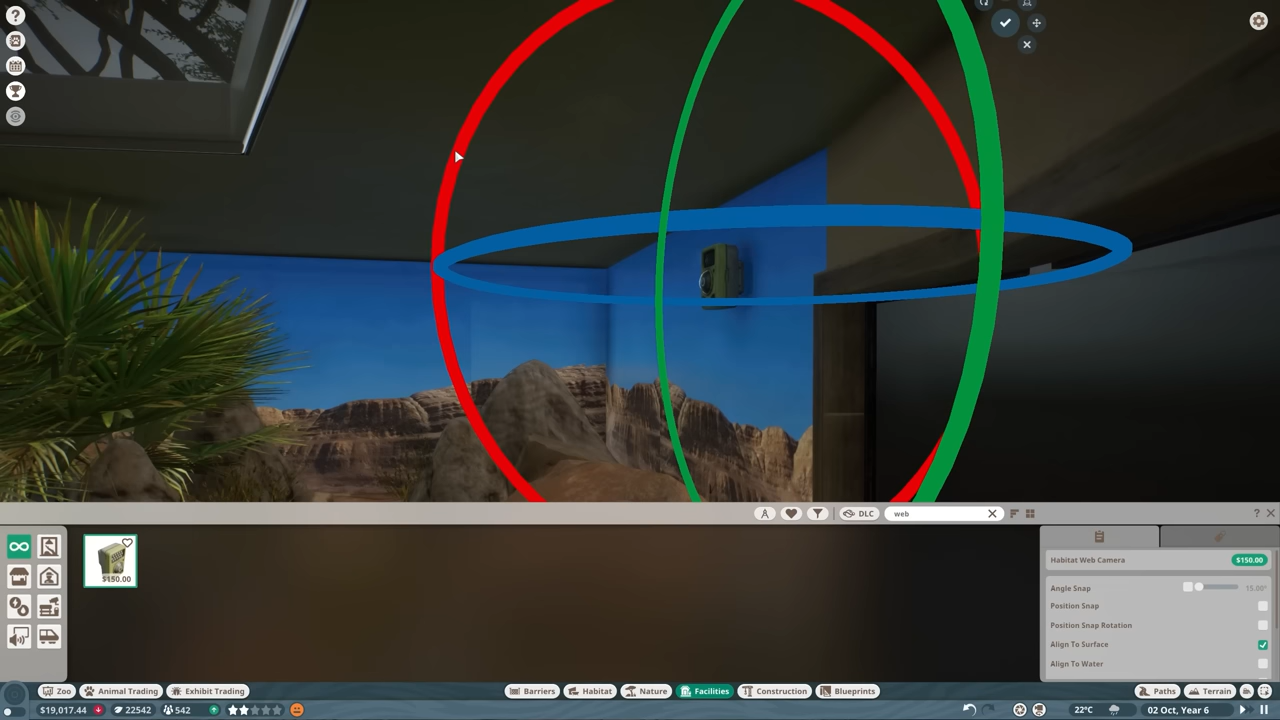 DLC
web
?
$150.00
Habitat Web Camera
$150.00
Angle Snap
15.00°
Position Snap
Position Snap Rotation
Align To Surface
Align To Water
Zoo
Animal Trading
Exhibit Trading
Barriers
Habitat
Nature
Facilities
Construction
Blueprints
Paths
Terrain
$19,017.44
22542
542
22°C
02 Oct, Year 6